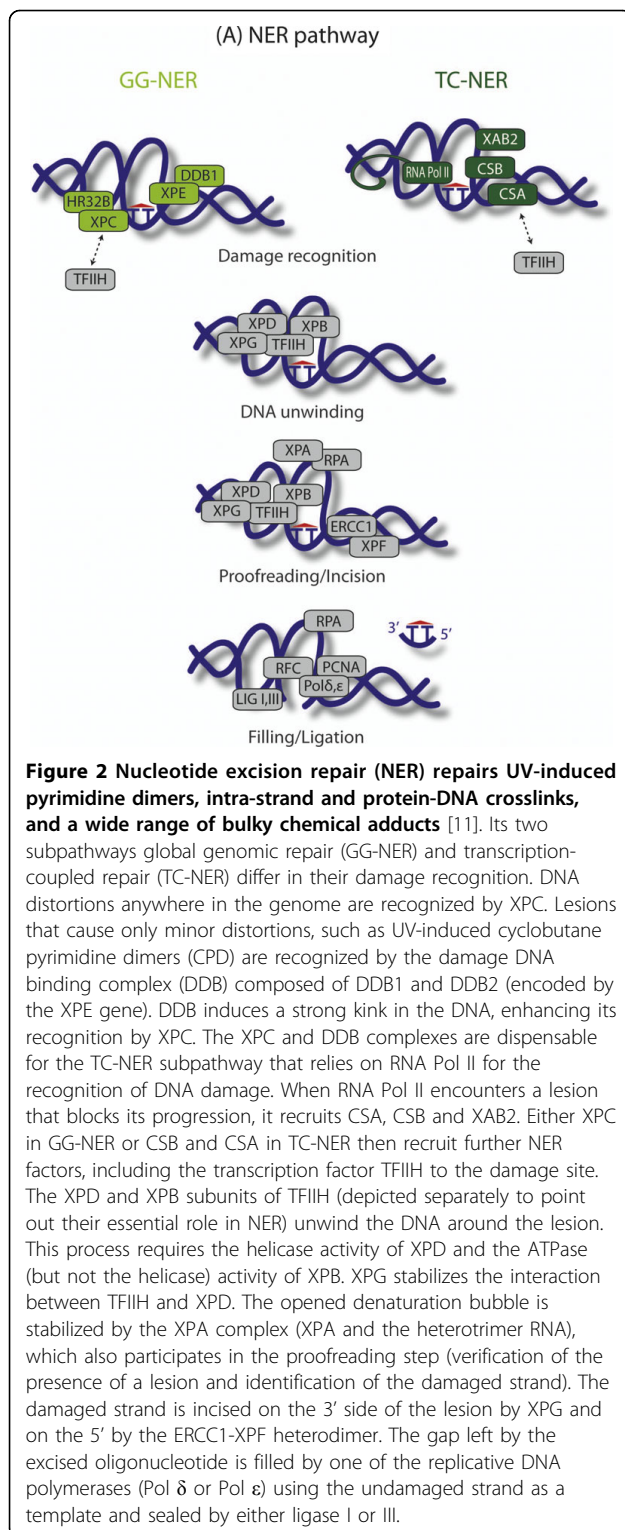 (A) NER pathway
GG-NER
TC-NER
HR32B
XPC
XPE
DDB1
TFIIH
RNA Pol II
XAB2
CSB
CSA
TFIIH
TT
TT
Damage recognition
XPD
XPB
XPG
TFIIH
TT
DNA unwinding
XPA
RPA
XPD
XPB
XPG
TFIIH
ERCC1
XPF
TT
Proofreading/Incision
RPA
3’ TT 5’
RFC
PCNA
Polδ,ε
LIG I,III
Filling/Ligation
Figure 2 Nucleotide excision repair (NER) repairs UV-induced
pyrimidine dimers, intra-strand and protein-DNA crosslinks,
and a wide range of bulky chemical adducts [11]. Its two
subpathways global genomic repair (GG-NER) and transcription-
coupled repair (TC-NER) differ in their damage recognition. DNA
distortions anywhere in the genome are recognized by XPC. Lesions
that cause only minor distortions, such as UV-induced cyclobutane
pyrimidine dimers (CPD) are recognized by the damage DNA
binding complex (DDB) composed of DDB1 and DDB2 (encoded by
the XPE gene). DDB induces a strong kink in the DNA, enhancing its
recognition by XPC. The XPC and DDB complexes are dispensable
for the TC-NER subpathway that relies on RNA Pol II for the
recognition of DNA damage. When RNA Pol II encounters a lesion
that blocks its progression, it recruits CSA, CSB and XAB2. Either XPC
in GG-NER or CSB and CSA in TC-NER then recruit further NER
factors, including the transcription factor TFIIH to the damage site.
The XPD and XPB subunits of TFIIH (depicted separately to point
out their essential role in NER) unwind the DNA around the lesion.
This process requires the helicase activity of XPD and the ATPase
(but not the helicase) activity of XPB. XPG stabilizes the interaction
between TFIIH and XPD. The opened denaturation bubble is
stabilized by the XPA complex (XPA and the heterotrimer RNA),
which also participates in the proofreading step (verification of the
presence of a lesion and identification of the damaged strand). The
damaged strand is incised on the 3’ side of the lesion by XPG and
on the 5’ by the ERCC1-XPF heterodimer. The gap left by the
excised oligonucleotide is filled by one of the replicative DNA
polymerases (Pol δ or Pol ε) using the undamaged strand as a
template and sealed by either ligase I or III.